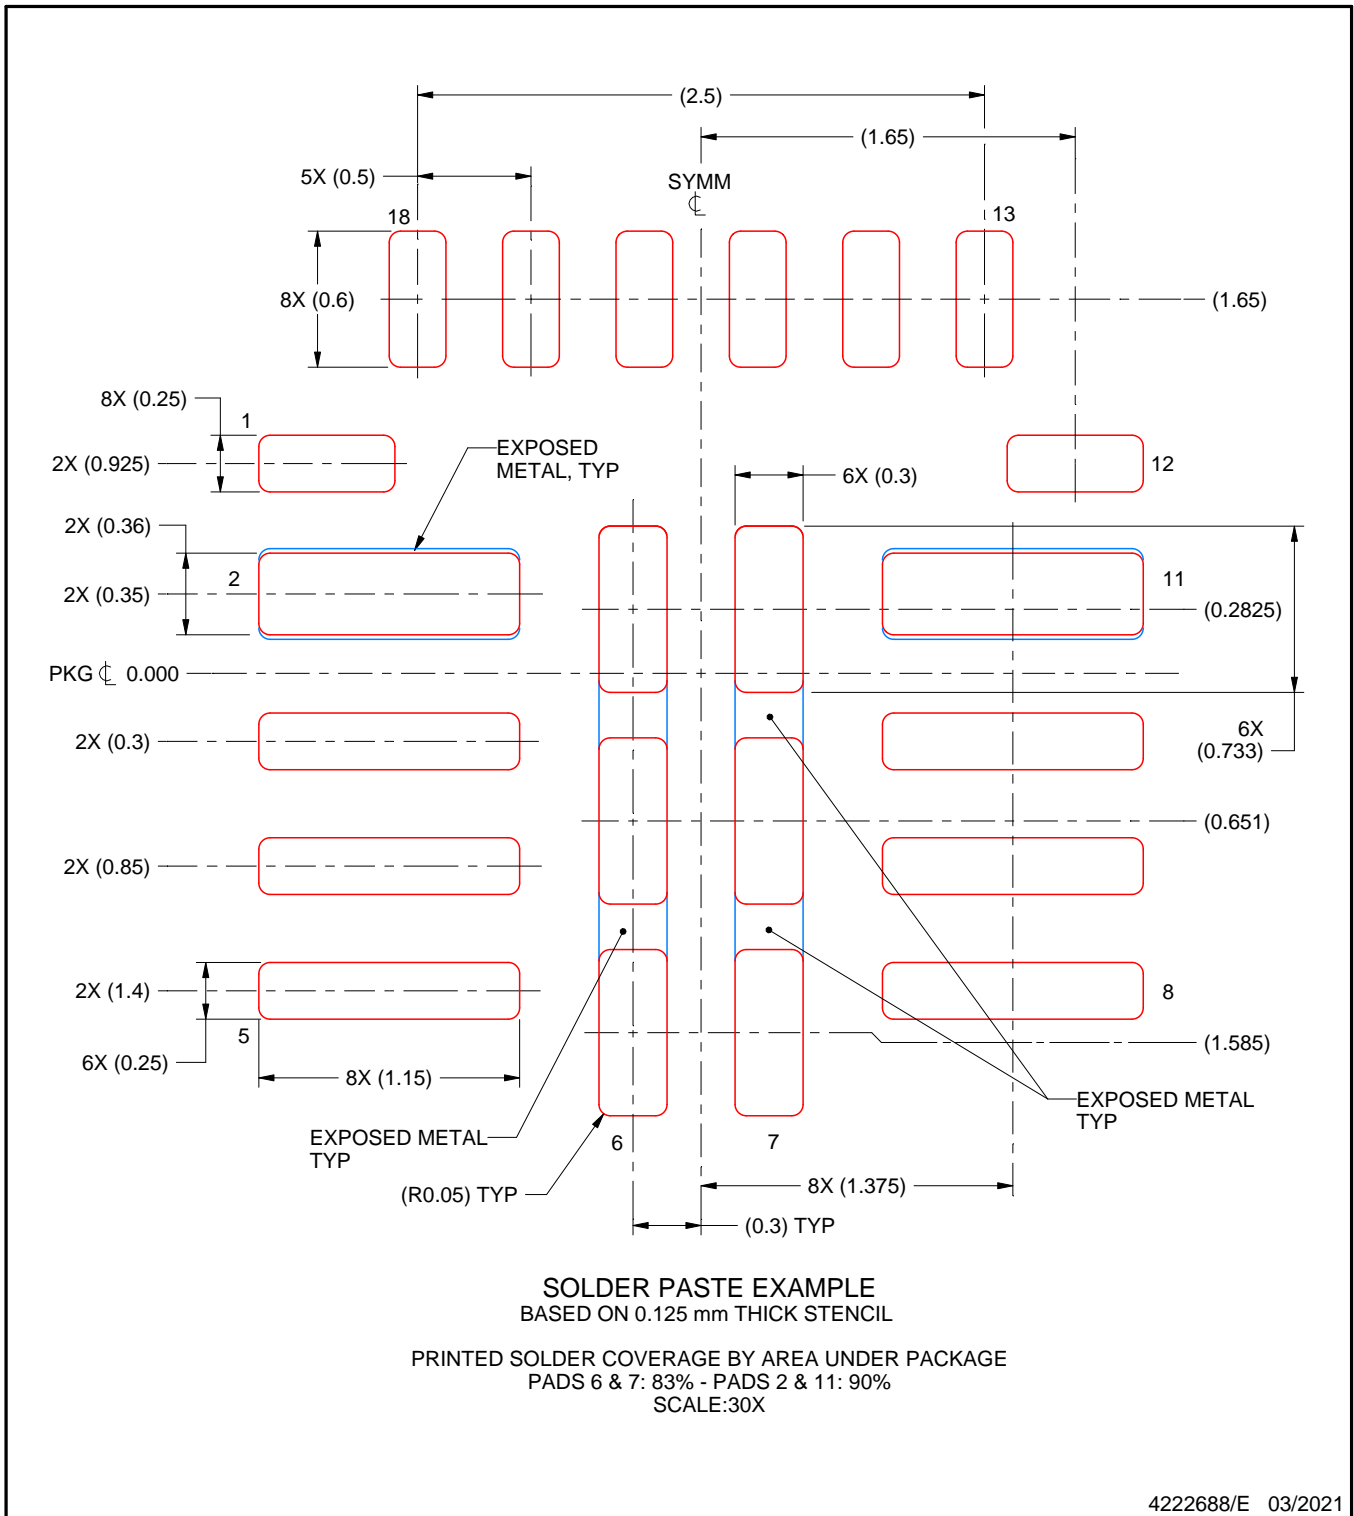 (2.5)
(1.65)
5X (0.5)
SYMM
CL
18
13
8X (0.6)
(1.65)
8X (0.25)
1
EXPOSED
METAL, TYP
2X (0.925)
12
6X (0.3)
2X (0.36)
2
11
2X (0.35)
(0.2825)
PKG CL 0.000
2X (0.3)
6X
(0.733)
(0.651)
2X (0.85)
2X (1.4)
8
5
(1.585)
6X (0.25)
8X (1.15)
EXPOSED METAL
TYP
EXPOSED METAL
TYP
6
7
(R0.05) TYP
8X (1.375)
(0.3) TYP
SOLDER PASTE EXAMPLE
BASED ON 0.125 mm THICK STENCIL
PRINTED SOLDER COVERAGE BY AREA UNDER PACKAGE
PADS 6 & 7: 83% - PADS 2 & 11: 90%
SCALE:30X
4222688/E 03/2021